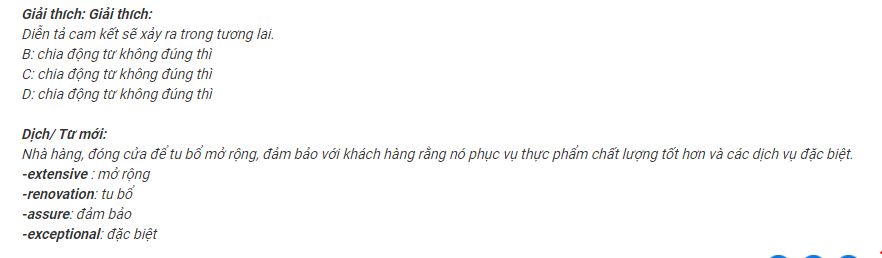 Giải thích: Giải thích:
Diễn tả cam kết sẽ xảy ra trong tương lai.
B: chia động từ không đúng thì
C: chia động từ không đúng thì
D: chia động từ không đúng thì
Dịch/ Từ mới:
Nhà hàng, đóng cửa để tu bổ mở rộng, đảm bảo với khách hàng rằng nó phục vụ thực phẩm chất lượng tốt hơn và các dịch vụ đặc biệt.
-extensive : mở rộng
-renovation: tu bổ
-assure: đảm bảo
-exceptional: đặc biệt